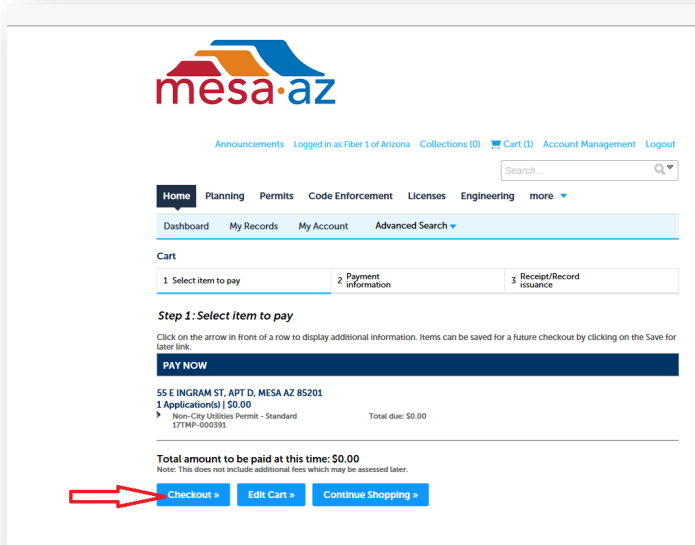 mesa·az
Announcements Logged in as:Fiber 1 of Arizona Collections (0) Cart (1) Account Management Logout
Search...
Home Planning Permits Code Enforcement Licenses Engineering more
Dashboard My Records My Account Advanced Search
Cart
1 Select item to pay 2 Payment information 3 Receipt/Record issuance
Step 1: Select item to pay
Click on the arrow in front of a row to display additional information. Items can be saved for a future checkout by clicking on the Save for
later link.
PAY NOW
55 E INGRAM ST, APT D, MESA AZ 85201
1 Application(s) | $0.00
Non-City Utilities Permit - Standard Total due: $0.00
17TMP-000391
Total amount to be paid at this time: $0.00
Note: This does not include additional fees which may be assessed later.
Checkout » Edit Cart » Continue Shopping »